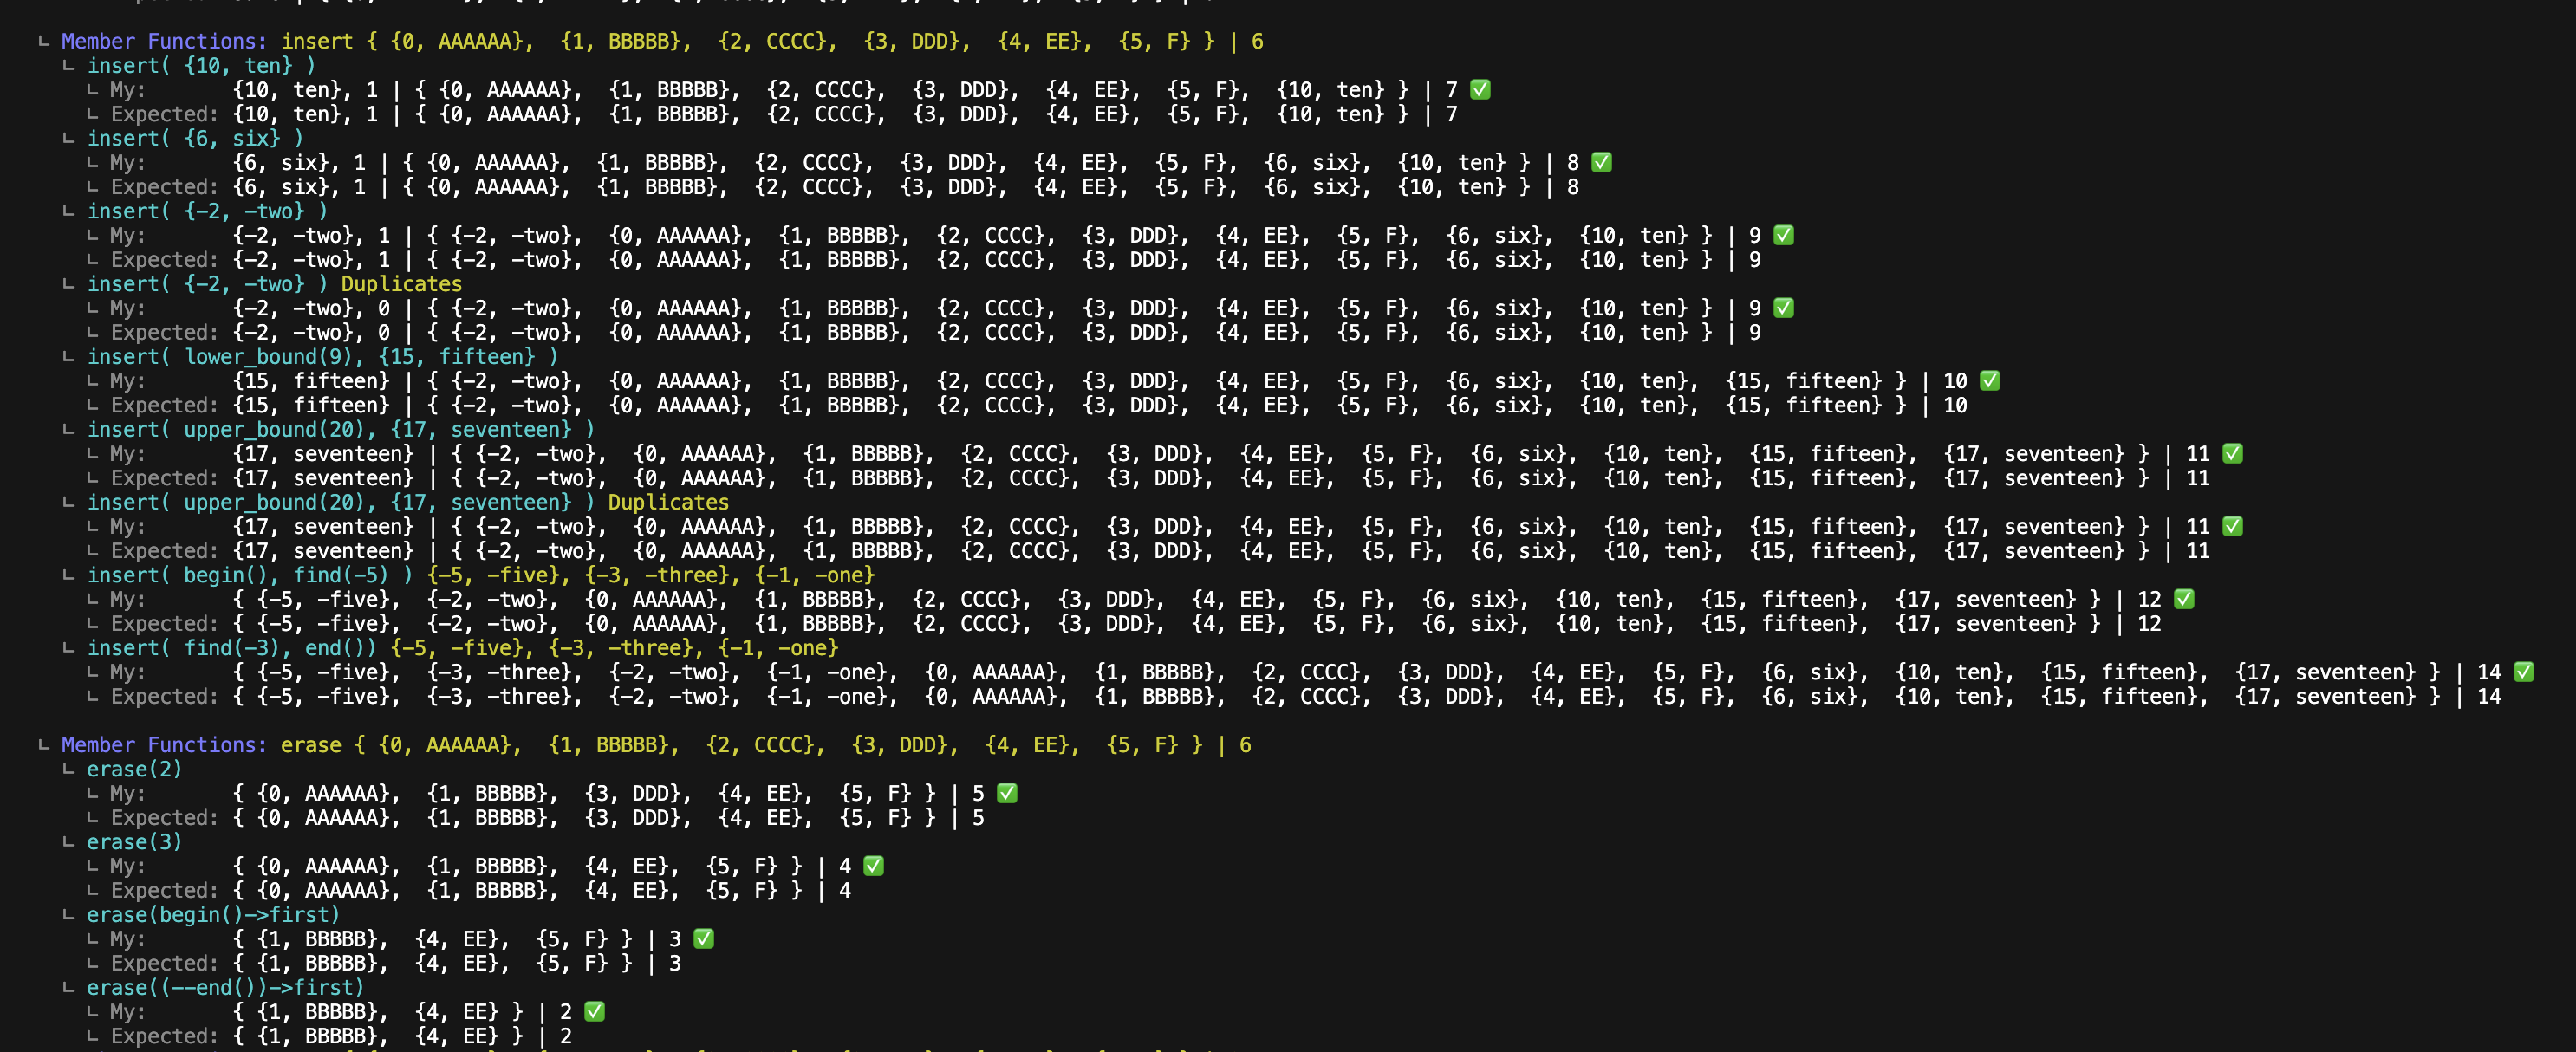 ∟ Member Functions: insert { {0, AAAAAA},  {1, BBBBB},  {2, CCCC},  {3, DDD},  {4, EE},  {5, F} } | 6
∟ insert( {10, ten} )
∟ My:       {10, ten}, 1 | { {0, AAAAAA},  {1, BBBBB},  {2, CCCC},  {3, DDD},  {4, EE},  {5, F},  {10, ten} } | 7 ✅
∟ Expected: {10, ten}, 1 | { {0, AAAAAA},  {1, BBBBB},  {2, CCCC},  {3, DDD},  {4, EE},  {5, F},  {10, ten} } | 7
∟ insert( {6, six} )
∟ My:       {6, six}, 1 | { {0, AAAAAA},  {1, BBBBB},  {2, CCCC},  {3, DDD},  {4, EE},  {5, F},  {6, six},  {10, ten} } | 8 ✅
∟ Expected: {6, six}, 1 | { {0, AAAAAA},  {1, BBBBB},  {2, CCCC},  {3, DDD},  {4, EE},  {5, F},  {6, six},  {10, ten} } | 8
∟ insert( {-2, -two} )
∟ My:       {-2, -two}, 1 | { {-2, -two},  {0, AAAAAA},  {1, BBBBB},  {2, CCCC},  {3, DDD},  {4, EE},  {5, F},  {6, six},  {10, ten} } | 9 ✅
∟ Expected: {-2, -two}, 1 | { {-2, -two},  {0, AAAAAA},  {1, BBBBB},  {2, CCCC},  {3, DDD},  {4, EE},  {5, F},  {6, six},  {10, ten} } | 9
∟ insert( {-2, -two} ) Duplicates
∟ My:       {-2, -two}, 0 | { {-2, -two},  {0, AAAAAA},  {1, BBBBB},  {2, CCCC},  {3, DDD},  {4, EE},  {5, F},  {6, six},  {10, ten} } | 9 ✅
∟ Expected: {-2, -two}, 0 | { {-2, -two},  {0, AAAAAA},  {1, BBBBB},  {2, CCCC},  {3, DDD},  {4, EE},  {5, F},  {6, six},  {10, ten} } | 9
∟ insert( lower_bound(9), {15, fifteen} )
∟ My:       {15, fifteen} | { {-2, -two},  {0, AAAAAA},  {1, BBBBB},  {2, CCCC},  {3, DDD},  {4, EE},  {5, F},  {6, six},  {10, ten},  {15, fifteen} } | 10 ✅
∟ Expected: {15, fifteen} | { {-2, -two},  {0, AAAAAA},  {1, BBBBB},  {2, CCCC},  {3, DDD},  {4, EE},  {5, F},  {6, six},  {10, ten},  {15, fifteen} } | 10
∟ insert( upper_bound(20), {17, seventeen} )
∟ My:       {17, seventeen} | { {-2, -two},  {0, AAAAAA},  {1, BBBBB},  {2, CCCC},  {3, DDD},  {4, EE},  {5, F},  {6, six},  {10, ten},  {15, fifteen},  {17, seventeen} } | 11 ✅
∟ Expected: {17, seventeen} | { {-2, -two},  {0, AAAAAA},  {1, BBBBB},  {2, CCCC},  {3, DDD},  {4, EE},  {5, F},  {6, six},  {10, ten},  {15, fifteen},  {17, seventeen} } | 11
∟ insert( upper_bound(20), {17, seventeen} ) Duplicates
∟ My:       {17, seventeen} | { {-2, -two},  {0, AAAAAA},  {1, BBBBB},  {2, CCCC},  {3, DDD},  {4, EE},  {5, F},  {6, six},  {10, ten},  {15, fifteen},  {17, seventeen} } | 11 ✅
∟ Expected: {17, seventeen} | { {-2, -two},  {0, AAAAAA},  {1, BBBBB},  {2, CCCC},  {3, DDD},  {4, EE},  {5, F},  {6, six},  {10, ten},  {15, fifteen},  {17, seventeen} } | 11
∟ insert( begin(), find(-5) ) {-5, -five}, {-3, -three}, {-1, -one}
∟ My:       { {-5, -five},  {-2, -two},  {0, AAAAAA},  {1, BBBBB},  {2, CCCC},  {3, DDD},  {4, EE},  {5, F},  {6, six},  {10, ten},  {15, fifteen},  {17, seventeen} } | 12 ✅
∟ Expected: { {-5, -five},  {-2, -two},  {0, AAAAAA},  {1, BBBBB},  {2, CCCC},  {3, DDD},  {4, EE},  {5, F},  {6, six},  {10, ten},  {15, fifteen},  {17, seventeen} } | 12
∟ insert( find(-3), end()) {-5, -five}, {-3, -three}, {-1, -one}
∟ My:       { {-5, -five},  {-3, -three},  {-2, -two},  {-1, -one},  {0, AAAAAA},  {1, BBBBB},  {2, CCCC},  {3, DDD},  {4, EE},  {5, F},  {6, six},  {10, ten},  {15, fifteen},  {17, seventeen} } | 14 ✅
∟ Expected: { {-5, -five},  {-3, -three},  {-2, -two},  {-1, -one},  {0, AAAAAA},  {1, BBBBB},  {2, CCCC},  {3, DDD},  {4, EE},  {5, F},  {6, six},  {10, ten},  {15, fifteen},  {17, seventeen} } | 14
∟ Member Functions: erase { {0, AAAAAA},  {1, BBBBB},  {2, CCCC},  {3, DDD},  {4, EE},  {5, F} } | 6
∟ erase(2)
∟ My:       { {0, AAAAAA},  {1, BBBBB},  {3, DDD},  {4, EE},  {5, F} } | 5 ✅
∟ Expected: { {0, AAAAAA},  {1, BBBBB},  {3, DDD},  {4, EE},  {5, F} } | 5
∟ erase(3)
∟ My:       { {0, AAAAAA},  {1, BBBBB},  {4, EE},  {5, F} } | 4 ✅
∟ Expected: { {0, AAAAAA},  {1, BBBBB},  {4, EE},  {5, F} } | 4
∟ erase(begin()->first)
∟ My:       { {1, BBBBB},  {4, EE},  {5, F} } | 3 ✅
∟ Expected: { {1, BBBBB},  {4, EE},  {5, F} } | 3
∟ erase((--end())->first)
∟ My:       { {1, BBBBB},  {4, EE} } | 2 ✅
∟ Expected: { {1, BBBBB},  {4, EE} } | 2